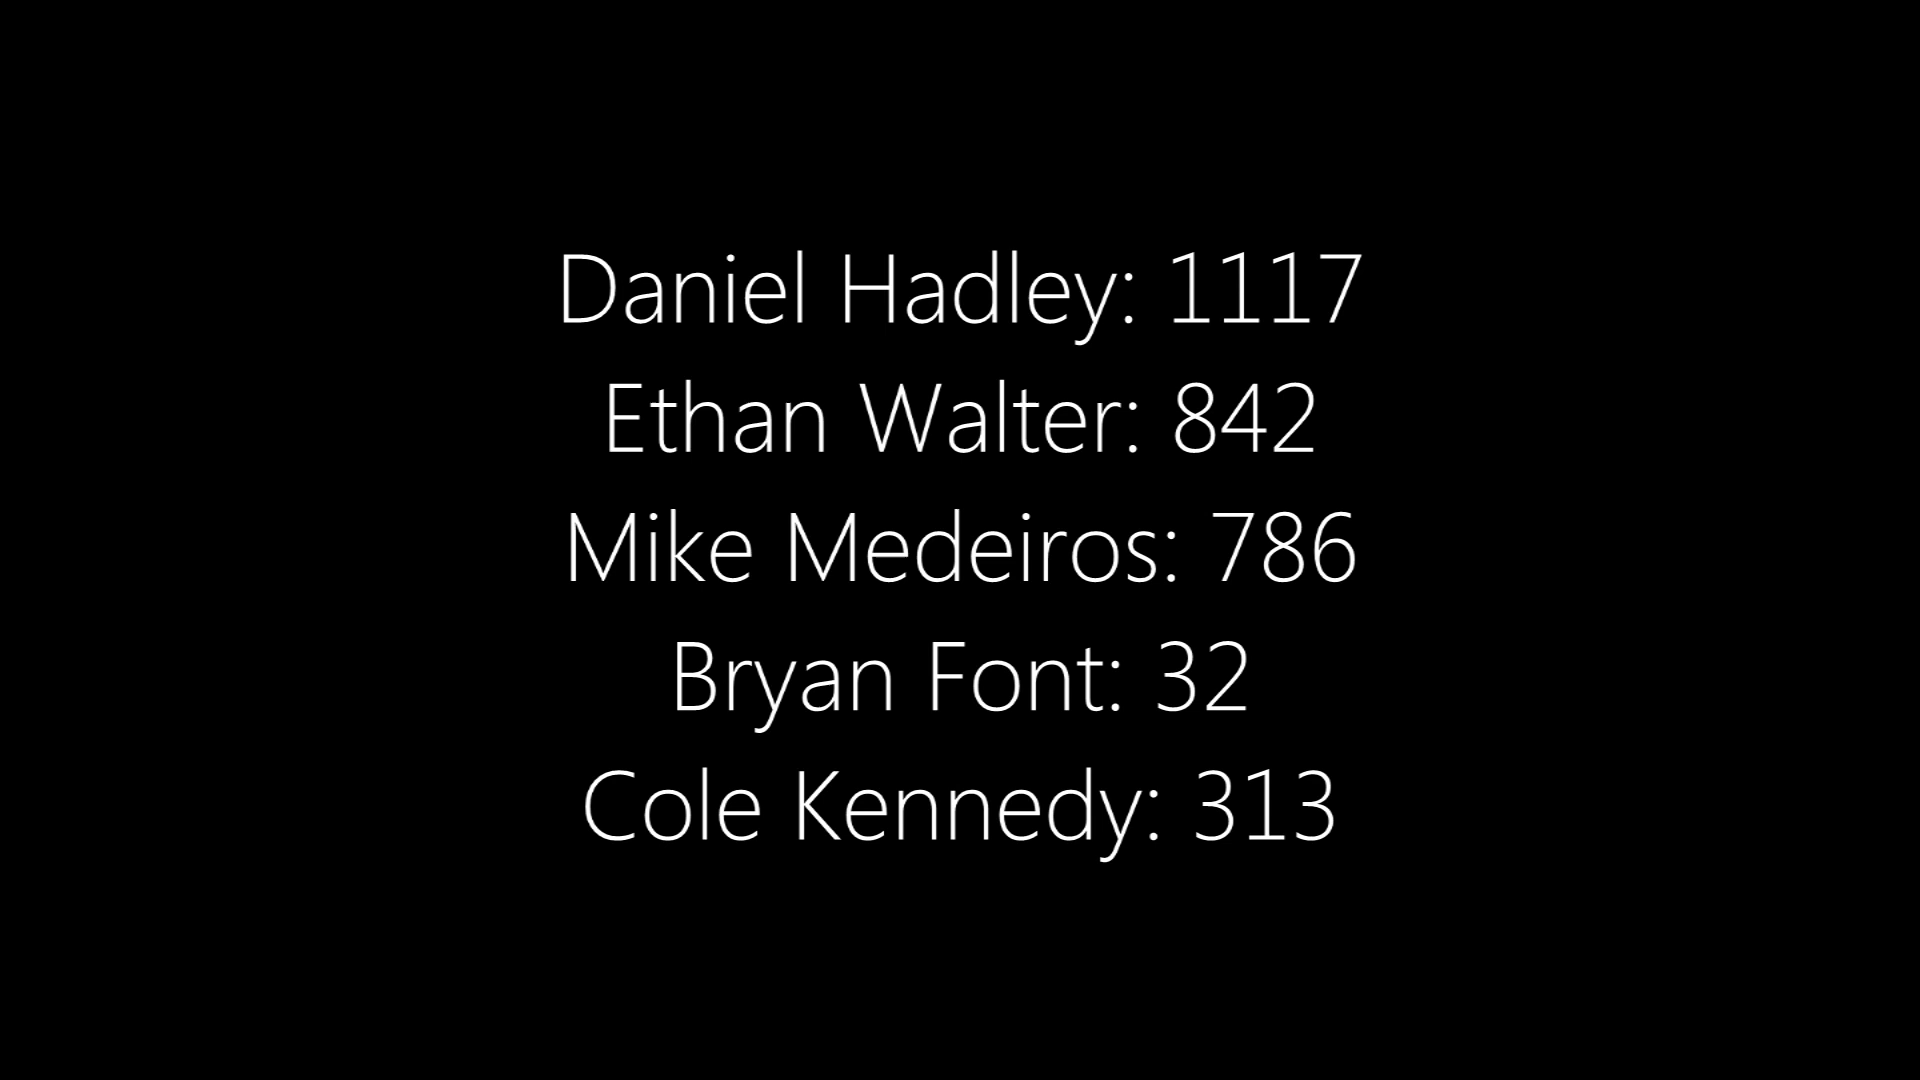 Daniel Hadley: 1117
Ethan Walter: 842
Mike Medeiros: 786
Bryan Font: 32
Cole Kennedy: 313